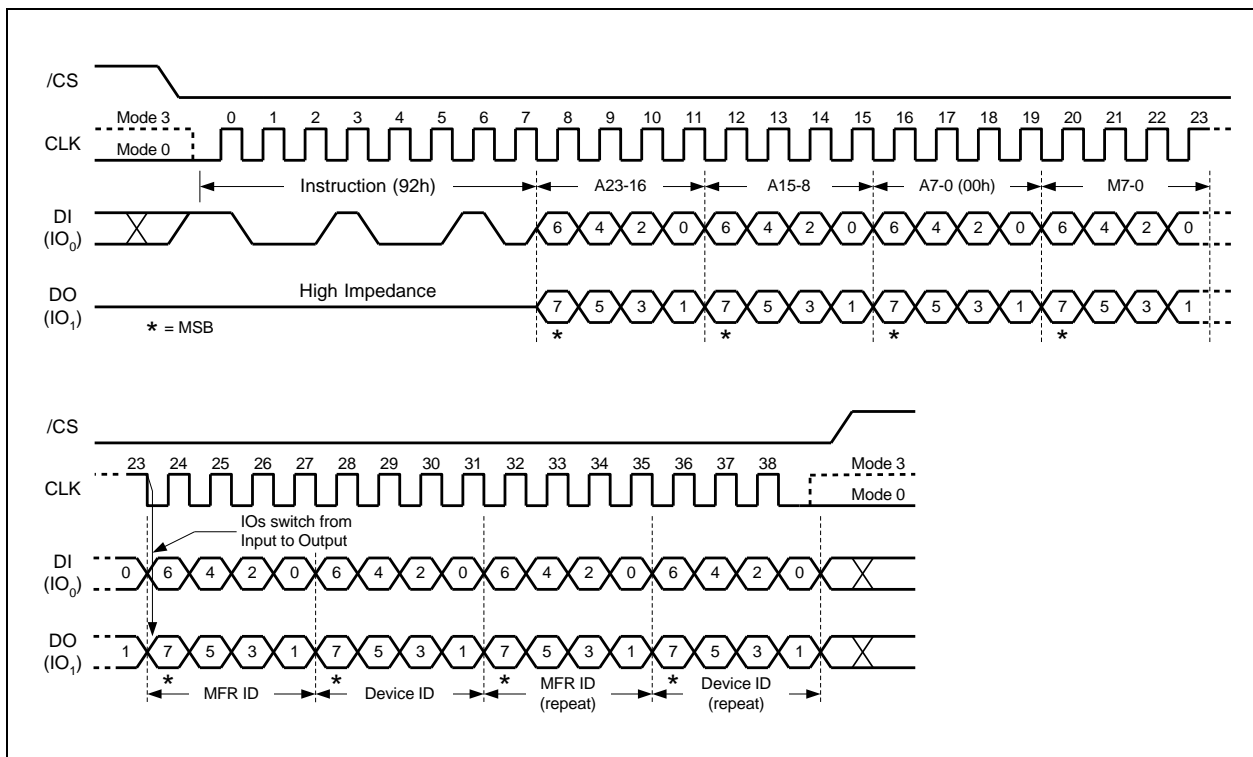 /CS
Mode 3 0 1 2 3 4 5 6 7 8 9 10 11 12 13 14 15 16 17 18 19 20 21 22 23
CLK
Mode 0
Instruction (92h) A23-16 A15-8 A7-0 (00h) M7-0
DI
(IO0)
6 4 2 0 6 4 2 0 6 4 2 0 6 4 2 0
High Impedance
DO
(IO1)
7 5 3 1 7 5 3 1 7 5 3 1 7 5 3 1
* = MSB
* * * *
/CS
23 24 25 26 27 28 29 30 31 32 33 34 35 36 37 38 Mode 3
CLK
Mode 0
IOs switch from
Input to Output
DI
(IO0)
0 6 4 2 0 6 4 2 0 6 4 2 0 6 4 2 0
DO
(IO1)
1 7 5 3 1 7 5 3 1 7 5 3 1 7 5 3 1
* * * *
MFR ID Device ID MFR ID
(repeat)
Device ID
(repeat)